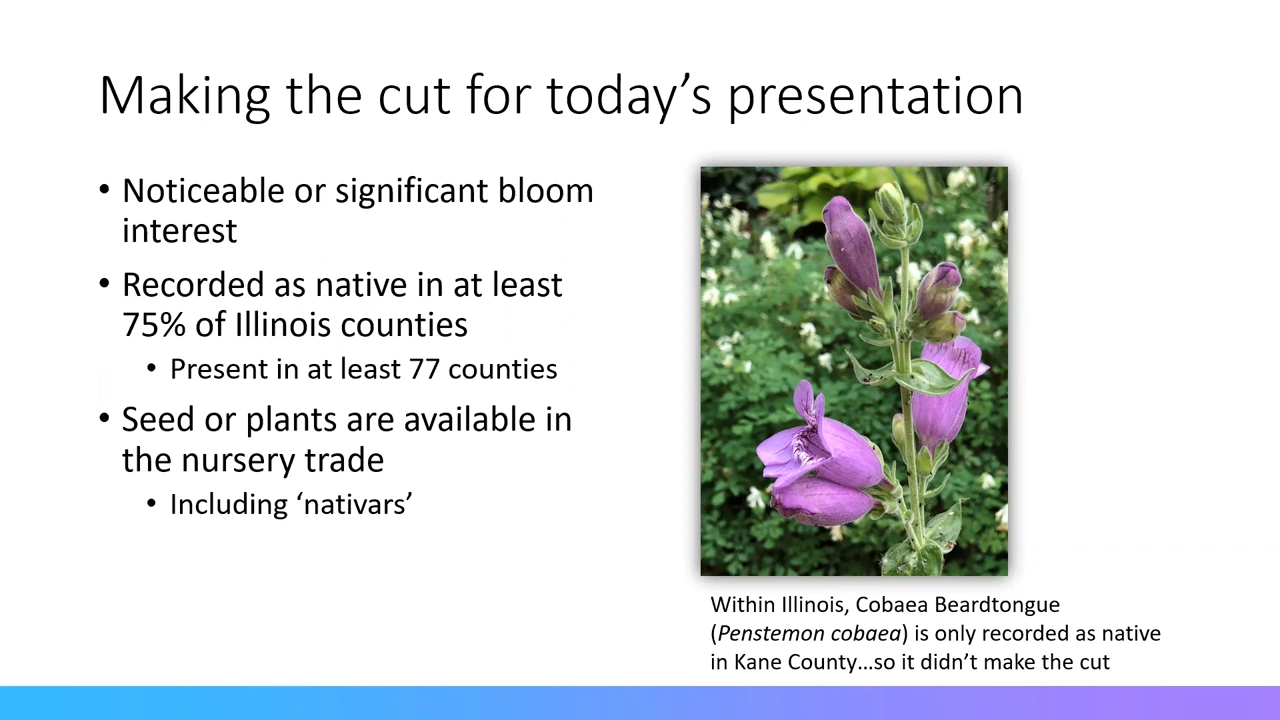 Making the cut for today’s presentation
• Noticeable or significant bloom
interest
• Recorded as native in at least
75% of Illinois counties
• Present in at least 77 counties
• Seed or plants are available in
the nursery trade
• Including ‘nativars’
Within Illinois, Cobaea Beardtongue
(Penstemon cobaea) is only recorded as native
in Kane County…so it didn’t make the cut